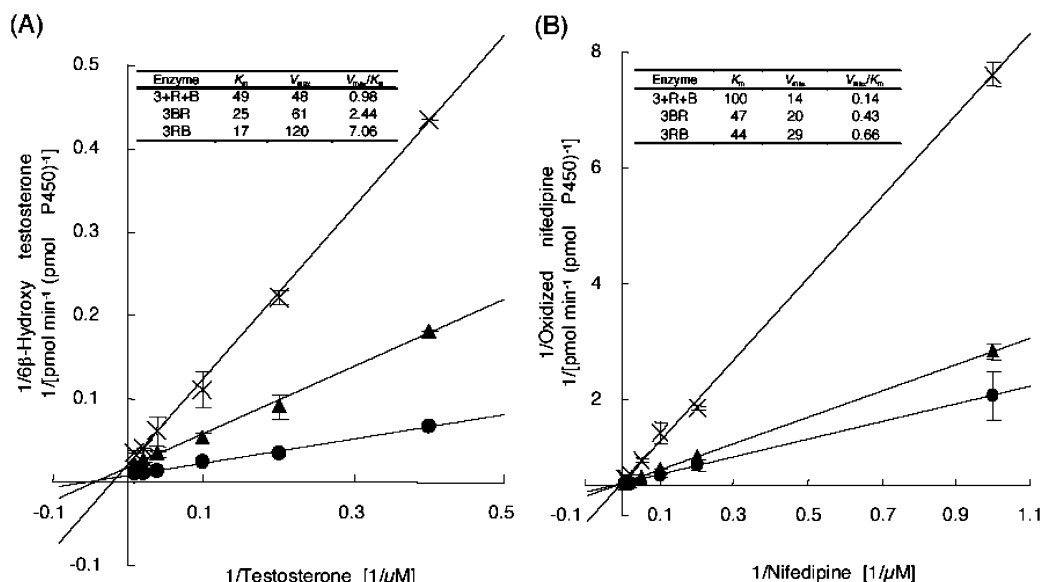 (A)
Enzyme Km Vmax Vmax/Km
3+R+B 49 48 0.98
3BR 25 61 2.44
3RB 17 120 7.06
1/6β-Hydroxy testosterone
1/[pmol min⁻¹ (pmol P450)⁻¹]
0.5
0.4
0.3
0.2
0.1
-0.1
-0.1 0.1 0.3 0.5
1/Testosterone [1/µM]
(B)
Enzyme Km Vmax Vmax/Km
3+R+B 100 14 0.14
3BR 47 20 0.43
3RB 44 29 0.66
1/Oxidized nifedipine
1/[pmol min⁻¹ (pmol P450)⁻¹]
8
6
4
2
-0.1 0.1 0.3 0.5 0.7 0.9 1.1
1/Nifedipine [1/µM]